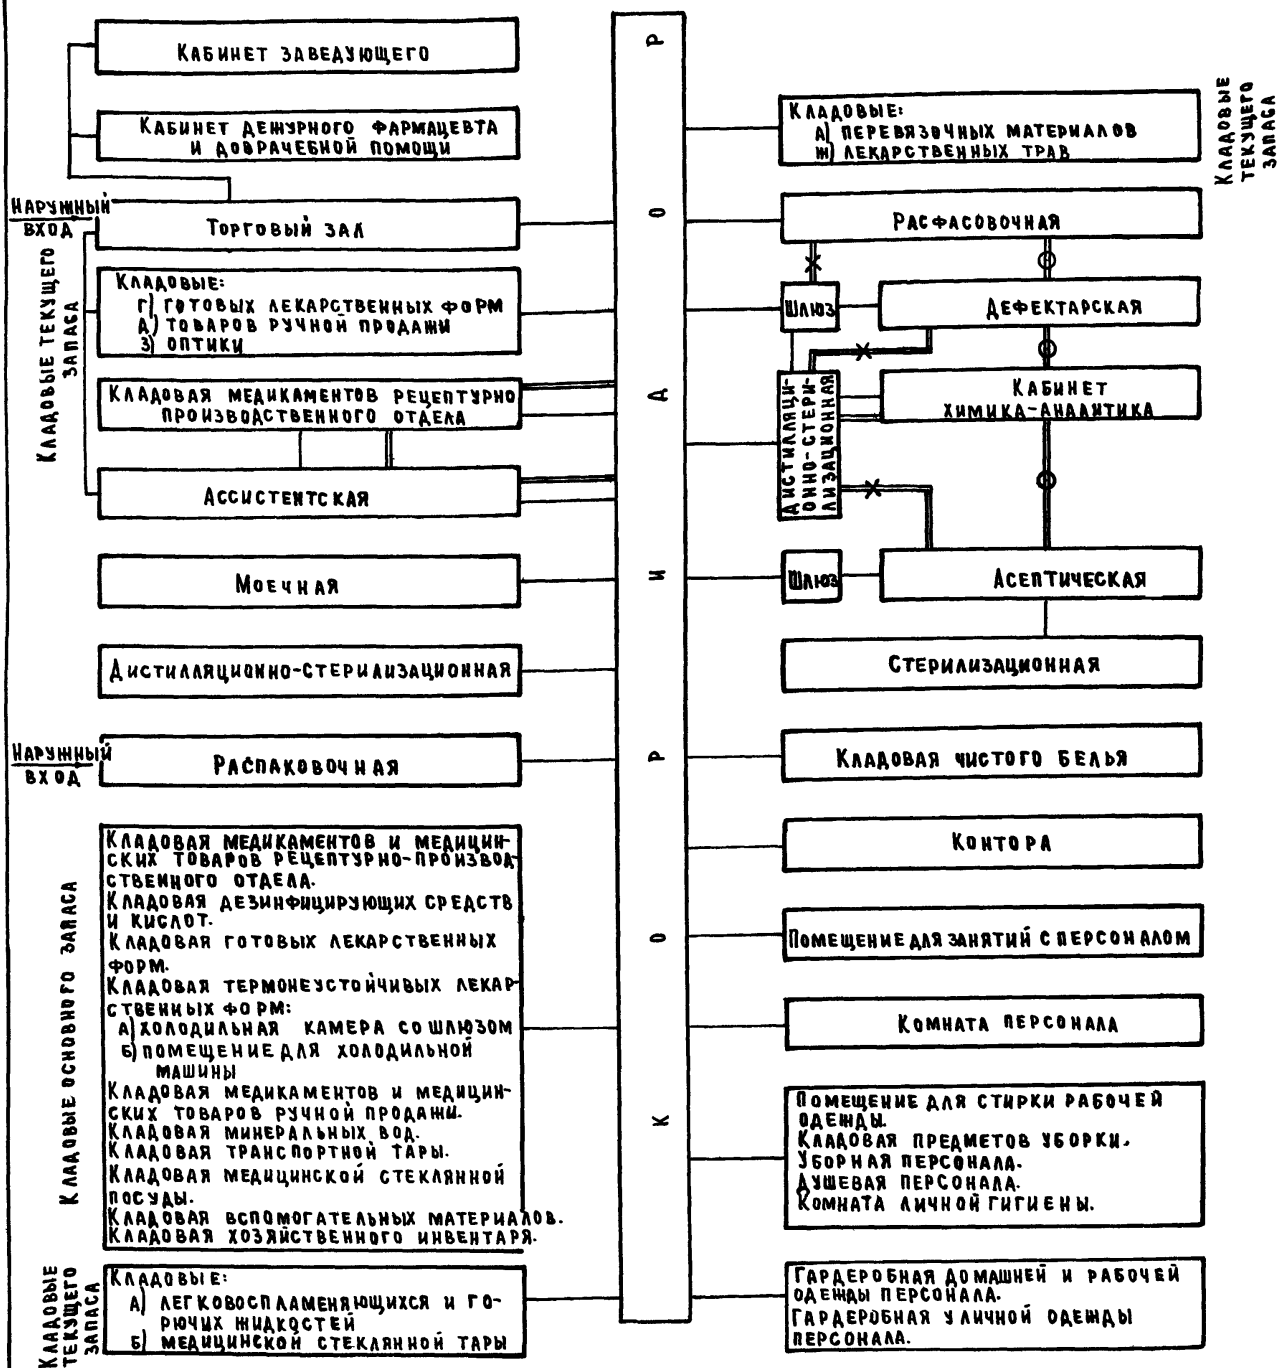 КАБИНЕТ ЗАВЕДУЮЩЕГО
КАБИНЕТ ДЕЖУРНОГО ФАРМАЦЕВТА
И ДОВРАЧЕБНОЙ ПОМОЩИ
НАРУЖНЫЙ
ВХОД
ТОРГОВЫЙ ЗАЛ
КЛАДОВЫЕ ТЕКУЩЕГО
ЗАПАСА
КЛАДОВЫЕ:
Г) ГОТОВЫХ ЛЕКАРСТВЕННЫХ ФОРМ
Д) ТОВАРОВ РУЧНОЙ ПРОДАЖИ
З) ОПТИКИ
КЛАДОВАЯ МЕДИКАМЕНТОВ РЕЦЕПТУРНО
ПРОИЗВОДСТВЕННОГО ОТДЕЛА
АССИСТЕНТСКАЯ
МОЕЧНАЯ
ДИСТИЛЛЯЦИОННО-СТЕРИЛИЗАЦИОННАЯ
НАРУЖНЫЙ
ВХОД
РАСПАКОВОЧНАЯ
КЛАДОВЫЕ ОСНОВНОГО ЗАПАСА
КЛАДОВАЯ МЕДИКАМЕНТОВ И МЕДИЦИН-
СКИХ ТОВАРОВ РЕЦЕПТУРНО-ПРОИЗВОД-
СТВЕННОГО ОТДЕЛА.
КЛАДОВАЯ ДЕЗИНФИЦИРУЮЩИХ СРЕДСТВ
И КИСЛОТ.
КЛАДОВАЯ ГОТОВЫХ ЛЕКАРСТВЕННЫХ
ФОРМ.
КЛАДОВАЯ ТЕРМОНЕУСТОЙЧИВЫХ ЛЕКАР-
СТВЕННЫХ ФОРМ:
А) ХОЛОДИЛЬНАЯ КАМЕРА СО ШЛЮЗОМ
Б) ПОМЕЩЕНИЕ ДЛЯ ХОЛОДИЛЬНОЙ
МАШИНЫ
КЛАДОВАЯ МЕДИКАМЕНТОВ И МЕДИЦИН-
СКИХ ТОВАРОВ РУЧНОЙ ПРОДАЖИ.
КЛАДОВАЯ МИНЕРАЛЬНЫХ ВОД.
КЛАДОВАЯ ТРАНСПОРТНОЙ ТАРЫ.
КЛАДОВАЯ МЕДИЦИНСКОЙ СТЕКЛЯННОЙ
ПОСУДЫ.
КЛАДОВАЯ ВСПОМОГАТЕЛЬНЫХ МАТЕРИАЛОВ.
КЛАДОВАЯ ХОЗЯЙСТВЕННОГО ИНВЕНТАРЯ.
КЛАДОВЫЕ
ТЕКУЩЕГО
ЗАПАСА
КЛАДОВЫЕ:
А) ЛЕГКОВОСПЛАМЕНЯЮЩИХСЯ И ГО-
РЮЧИХ ЖИДКОСТЕЙ
Б) МЕДИЦИНСКОЙ СТЕКЛЯННОЙ ТАРЫ
КОРИДОР
КЛАДОВЫЕ:
А) ПЕРЕВЯЗОЧНЫХ МАТЕРИАЛОВ
Ж) ЛЕКАРСТВЕННЫХ ТРАВ
КЛАДОВЫЕ
ТЕКУЩЕГО
ЗАПАСА
РАСФАСОВОЧНАЯ
ШЛЮЗ
ДЕФЕКТАРСКАЯ
ДИСТИЛЛЯЦИ-
ОННО-СТЕРИ-
ЛИЗАЦИОННАЯ
КАБИНЕТ
ХИМИКА-АНАЛИТИКА
ШЛЮЗ
АСЕПТИЧЕСКАЯ
СТЕРИЛИЗАЦИОННАЯ
КЛАДОВАЯ ЧИСТОГО БЕЛЬЯ
КОНТОРА
ПОМЕЩЕНИЕ ДЛЯ ЗАНЯТИЙ С ПЕРСОНАЛОМ
КОМНАТА ПЕРСОНАЛА
ПОМЕЩЕНИЕ ДЛЯ СТИРКИ РАБОЧЕЙ
ОДЕЖДЫ.
КЛАДОВАЯ ПРЕДМЕТОВ УБОРКИ.
УБОРНАЯ ПЕРСОНАЛА.
ДУШЕВАЯ ПЕРСОНАЛА.
КОМНАТА ЛИЧНОЙ ГИГИЕНЫ.
ГАРДЕРОБНАЯ ДОМАШНЕЙ И РАБОЧЕЙ
ОДЕЖДЫ ПЕРСОНАЛА.
ГАРДЕРОБНАЯ УЛИЧНОЙ ОДЕЖДЫ
ПЕРСОНАЛА.